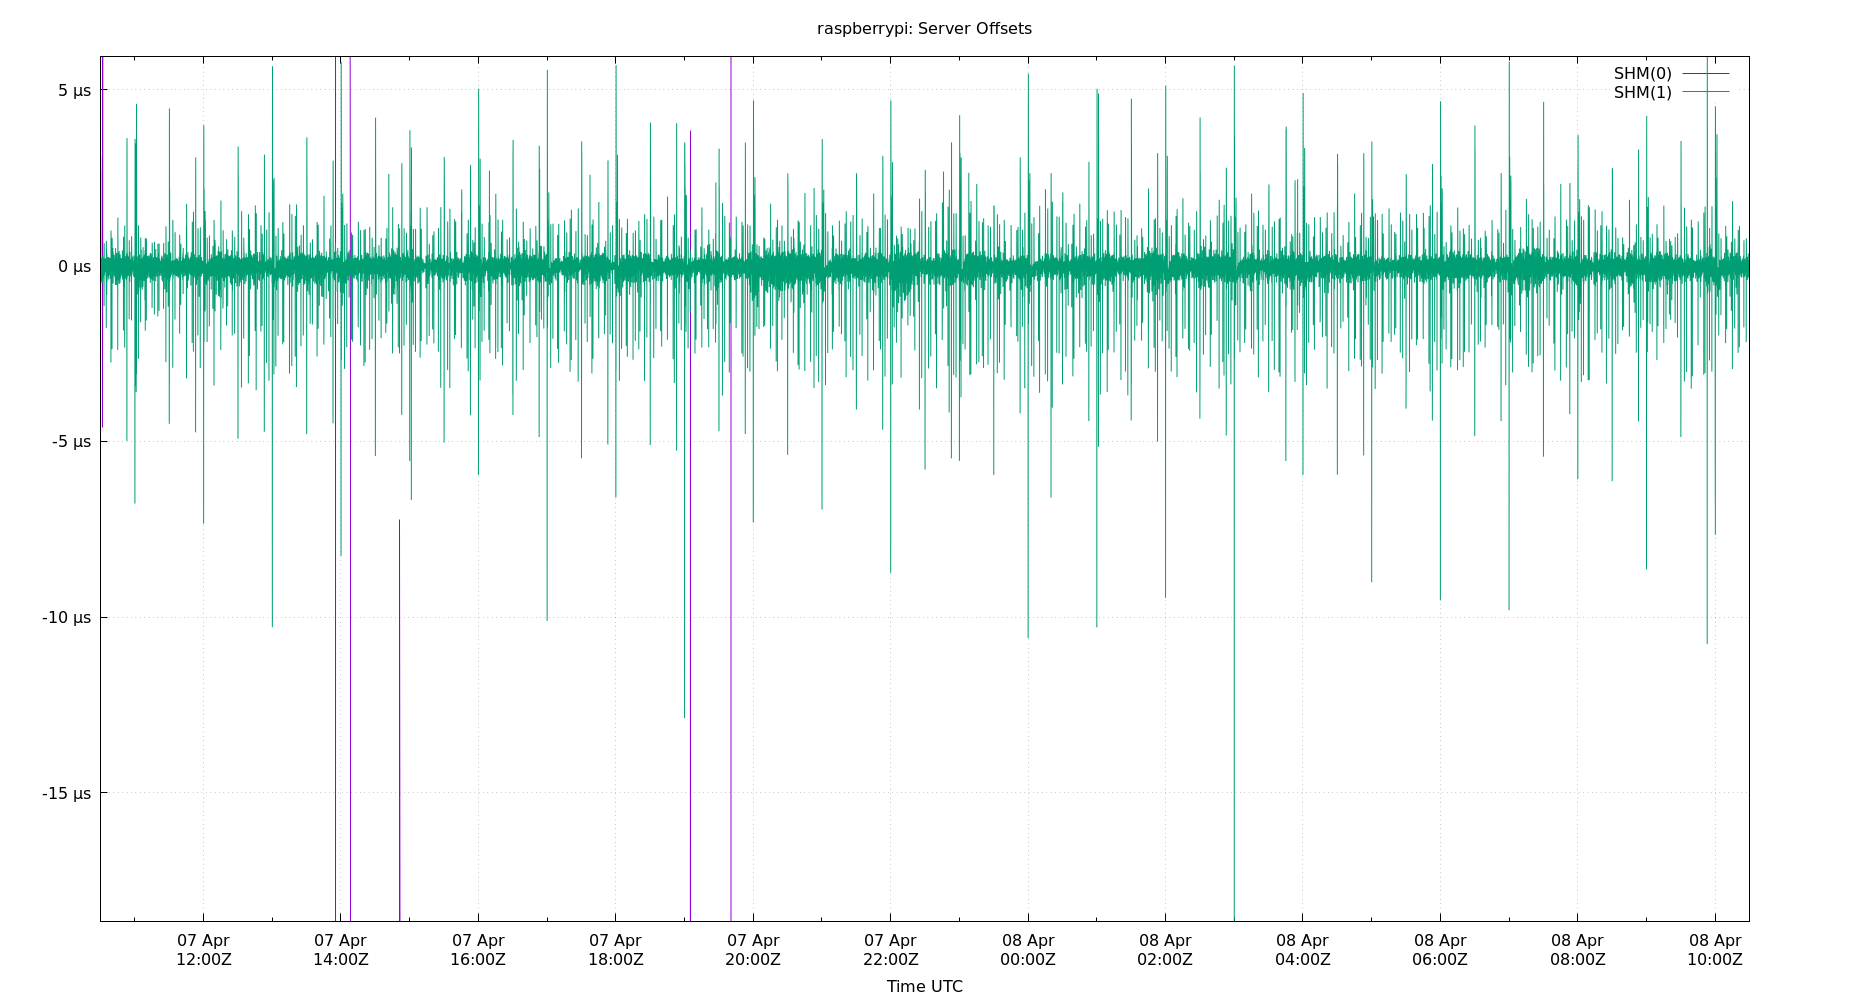 raspberrypi: Server Offsets
SHM(0)
SHM(1)
5 µs
0 µs
-5 µs
-10 µs
-15 µs
07 Apr 07 Apr 07 Apr 07 Apr 07 Apr 07 Apr 08 Apr 08 Apr 08 Apr 08 Apr 08 Apr 08 Apr
12:00Z 14:00Z 16:00Z 18:00Z 20:00Z 22:00Z 00:00Z 02:00Z 04:00Z 06:00Z 08:00Z 10:00Z
Time UTC